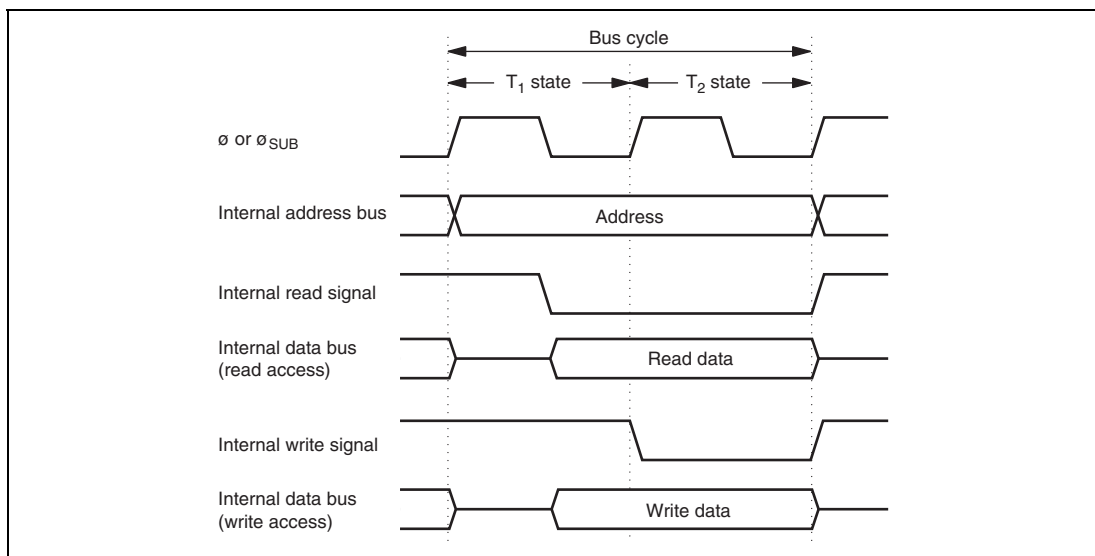 Bus cycle
T₁ state
T₂ state
ø or øSUB
Internal address bus
Address
Internal read signal
Internal data bus
(read access)
Read data
Internal write signal
Internal data bus
(write access)
Write data